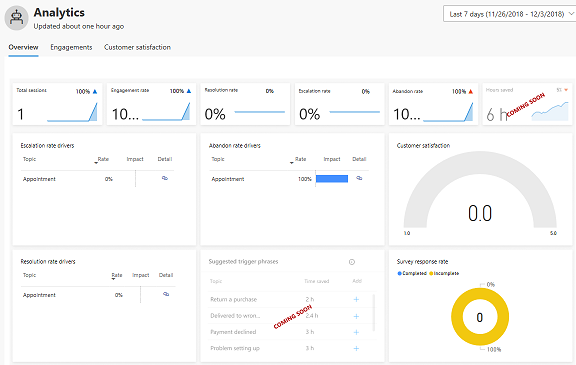 Analytics
Updated about one hour ago
Last 7 days (11/26/2018 - 12/3/2018)
Overview Engagements Customer satisfaction
Total sessions 100%
1
Engagement rate 100%
10...
Resolution rate 0%
0%
Escalation rate 0%
0%
Abandon rate 100%
10...
Hours saved
6 h
COMING SOON
Escalation rate drivers
Topic Rate Impact Detail
Appointment 0%
Abandon rate drivers
Topic Rate Impact Detail
Appointment 100%
Customer satisfaction
0.0
1.0 5.0
Resolution rate drivers
Topic Rate Impact Detail
Appointment 0%
Suggested trigger phrases
Topic Time saved Add
Return a purchase 2 h +
Delivered to wron... 2.4 h +
Payment declined 3 h +
Problem setting up 3 h +
COMING SOON
Survey response rate
Completed Incomplete
0%
0
100%